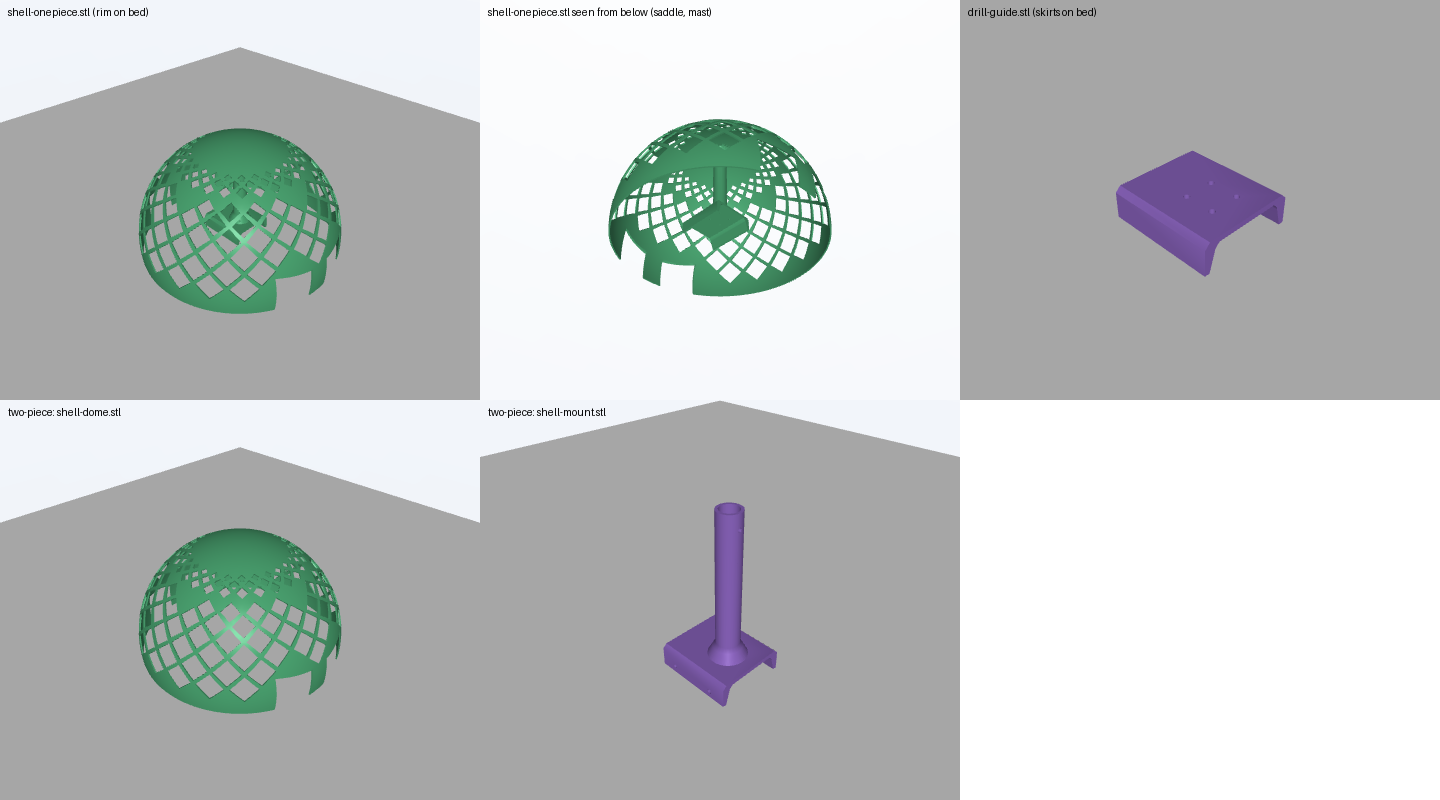 shell-onepiece.stl (rim on bed)
shell-onepiece.stl seen from below (saddle, mast)
drill-guide.stl (skirts on bed)
two-piece: shell-dome.stl
two-piece: shell-mount.stl